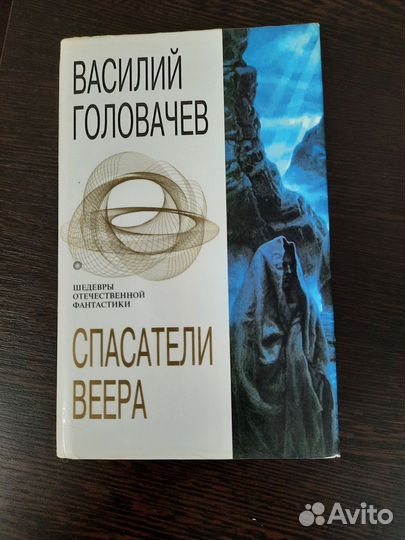 ВАСИЛИЙ
ГОЛОВАЧЕВ
ШЕДЕВРЫ
ОТЕЧЕСТВЕННОЙ
ФАНТАСТИКИ
СПАСАТЕЛИ
ВЕЕРА
Avito